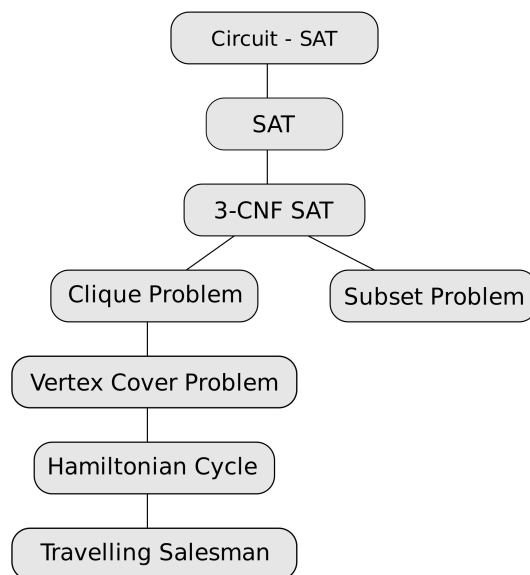 Circuit - SAT
SAT
3-CNF SAT
Clique Problem
Subset Problem
Vertex Cover Problem
Hamiltonian Cycle
Travelling Salesman